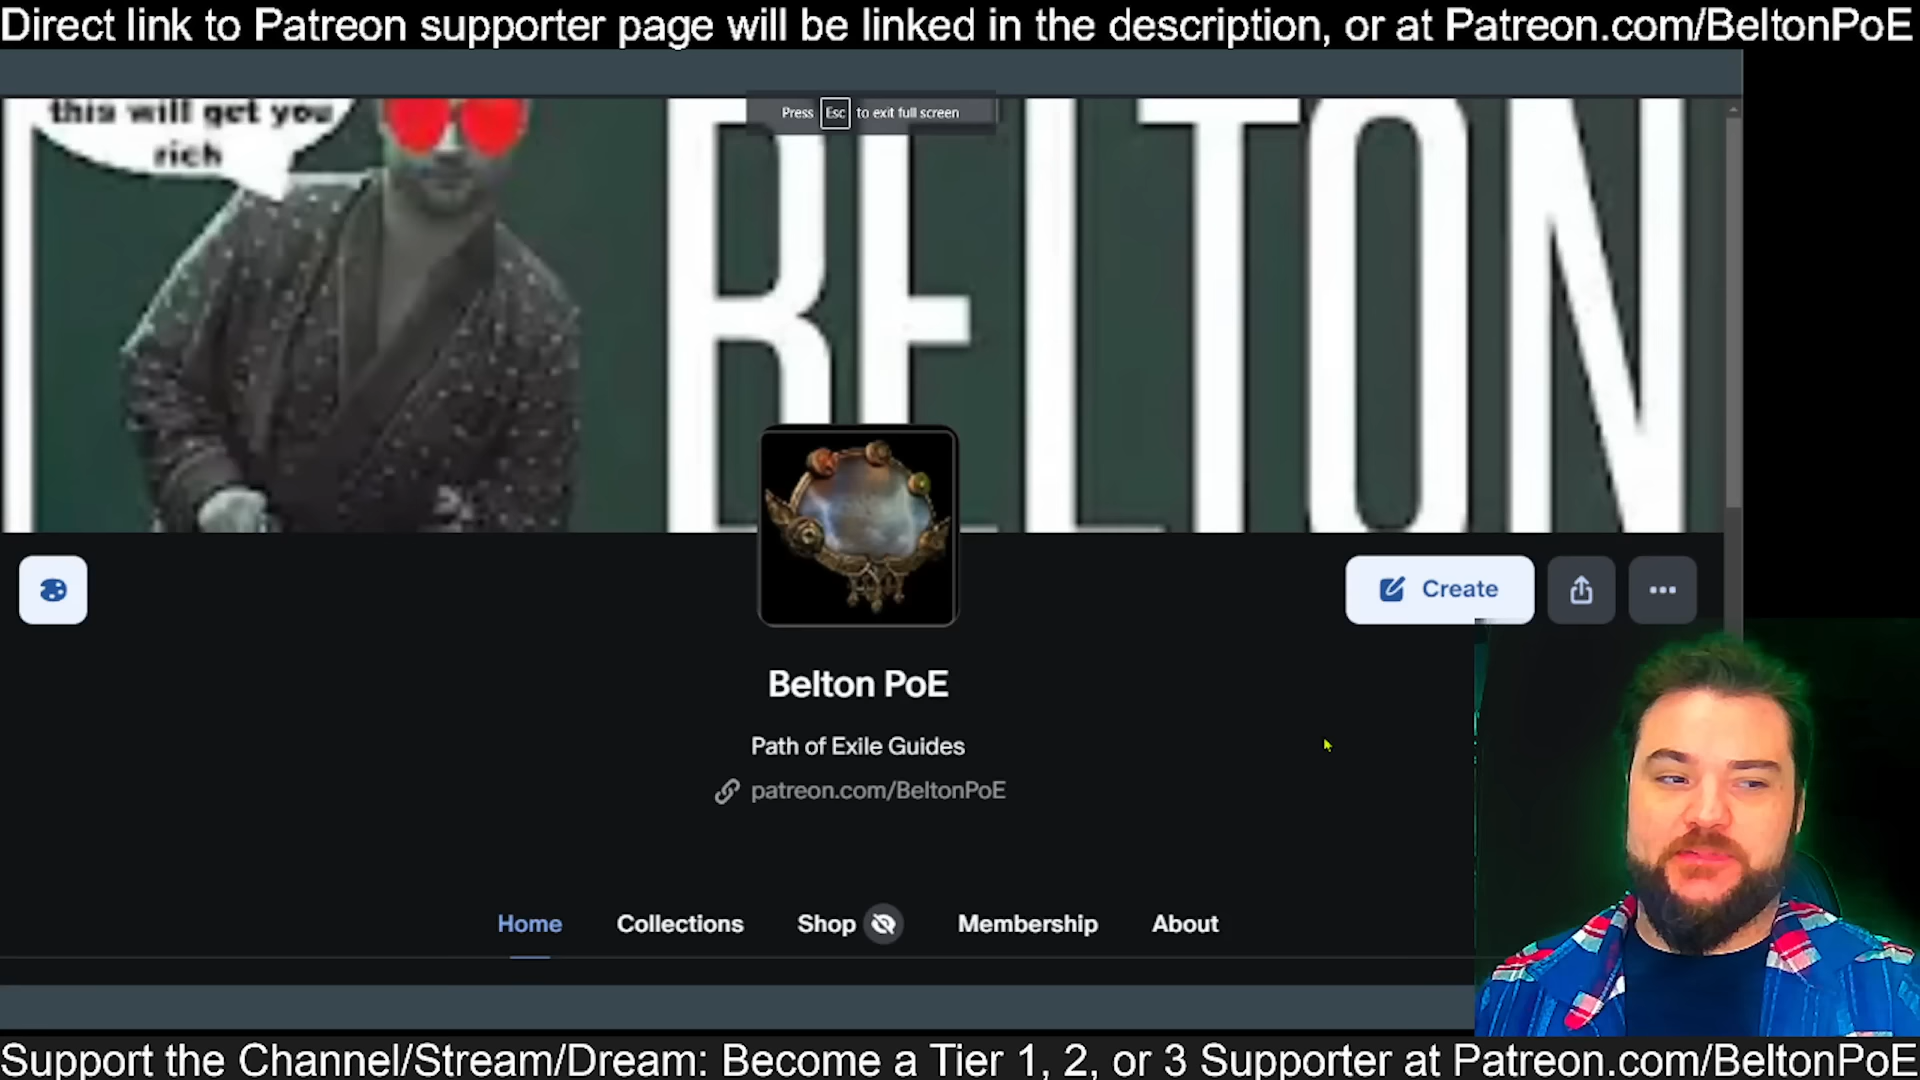 Direct link to Patreon supporter page will be linked in the description, or at Patreon.com/BeltonPoE
this will get you
rich
Press Esc to exit full screen
BELTON
Create
Belton PoE
Path of Exile Guides
patreon.com/BeltonPoE
Home Collections Shop Membership About
Support the Channel/Stream/Dream: Become a Tier 1, 2, or 3 Supporter at Patreon.com/BeltonPoE